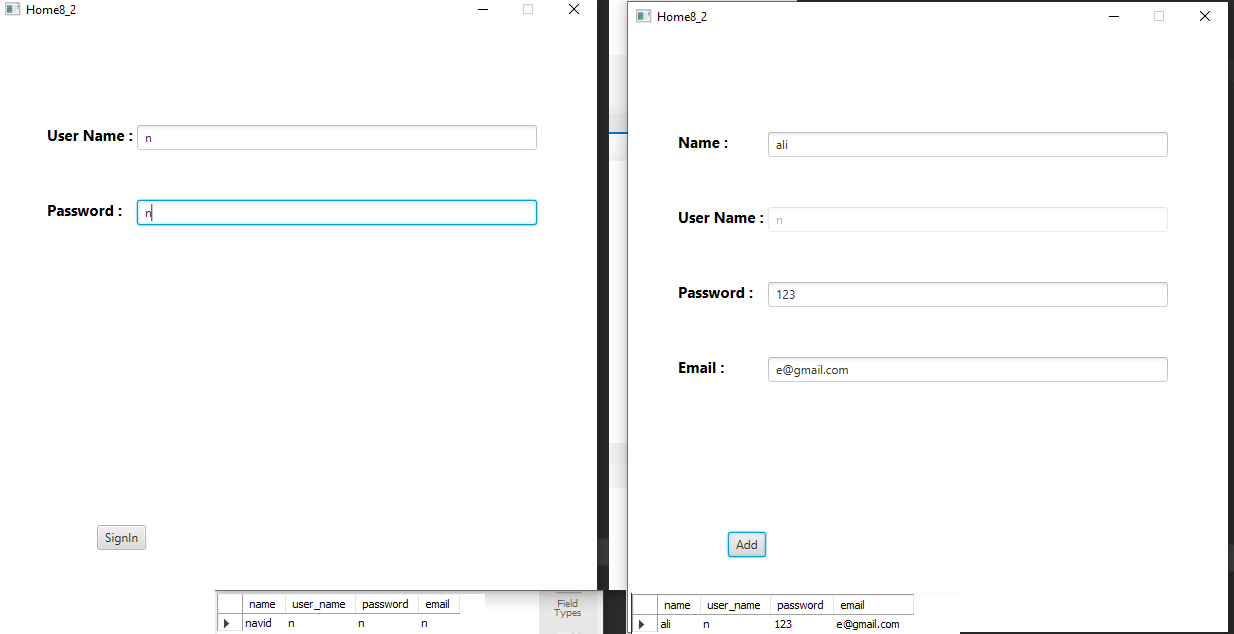 Home8_2
User Name : n
Password : n
SignIn
name user_name password email
navid n n n
Field
Types
Home8_2
Name : ali
User Name : n
Password : 123
Email : e@gmail.com
Add
name user_name password email
ali n 123 e@gmail.com